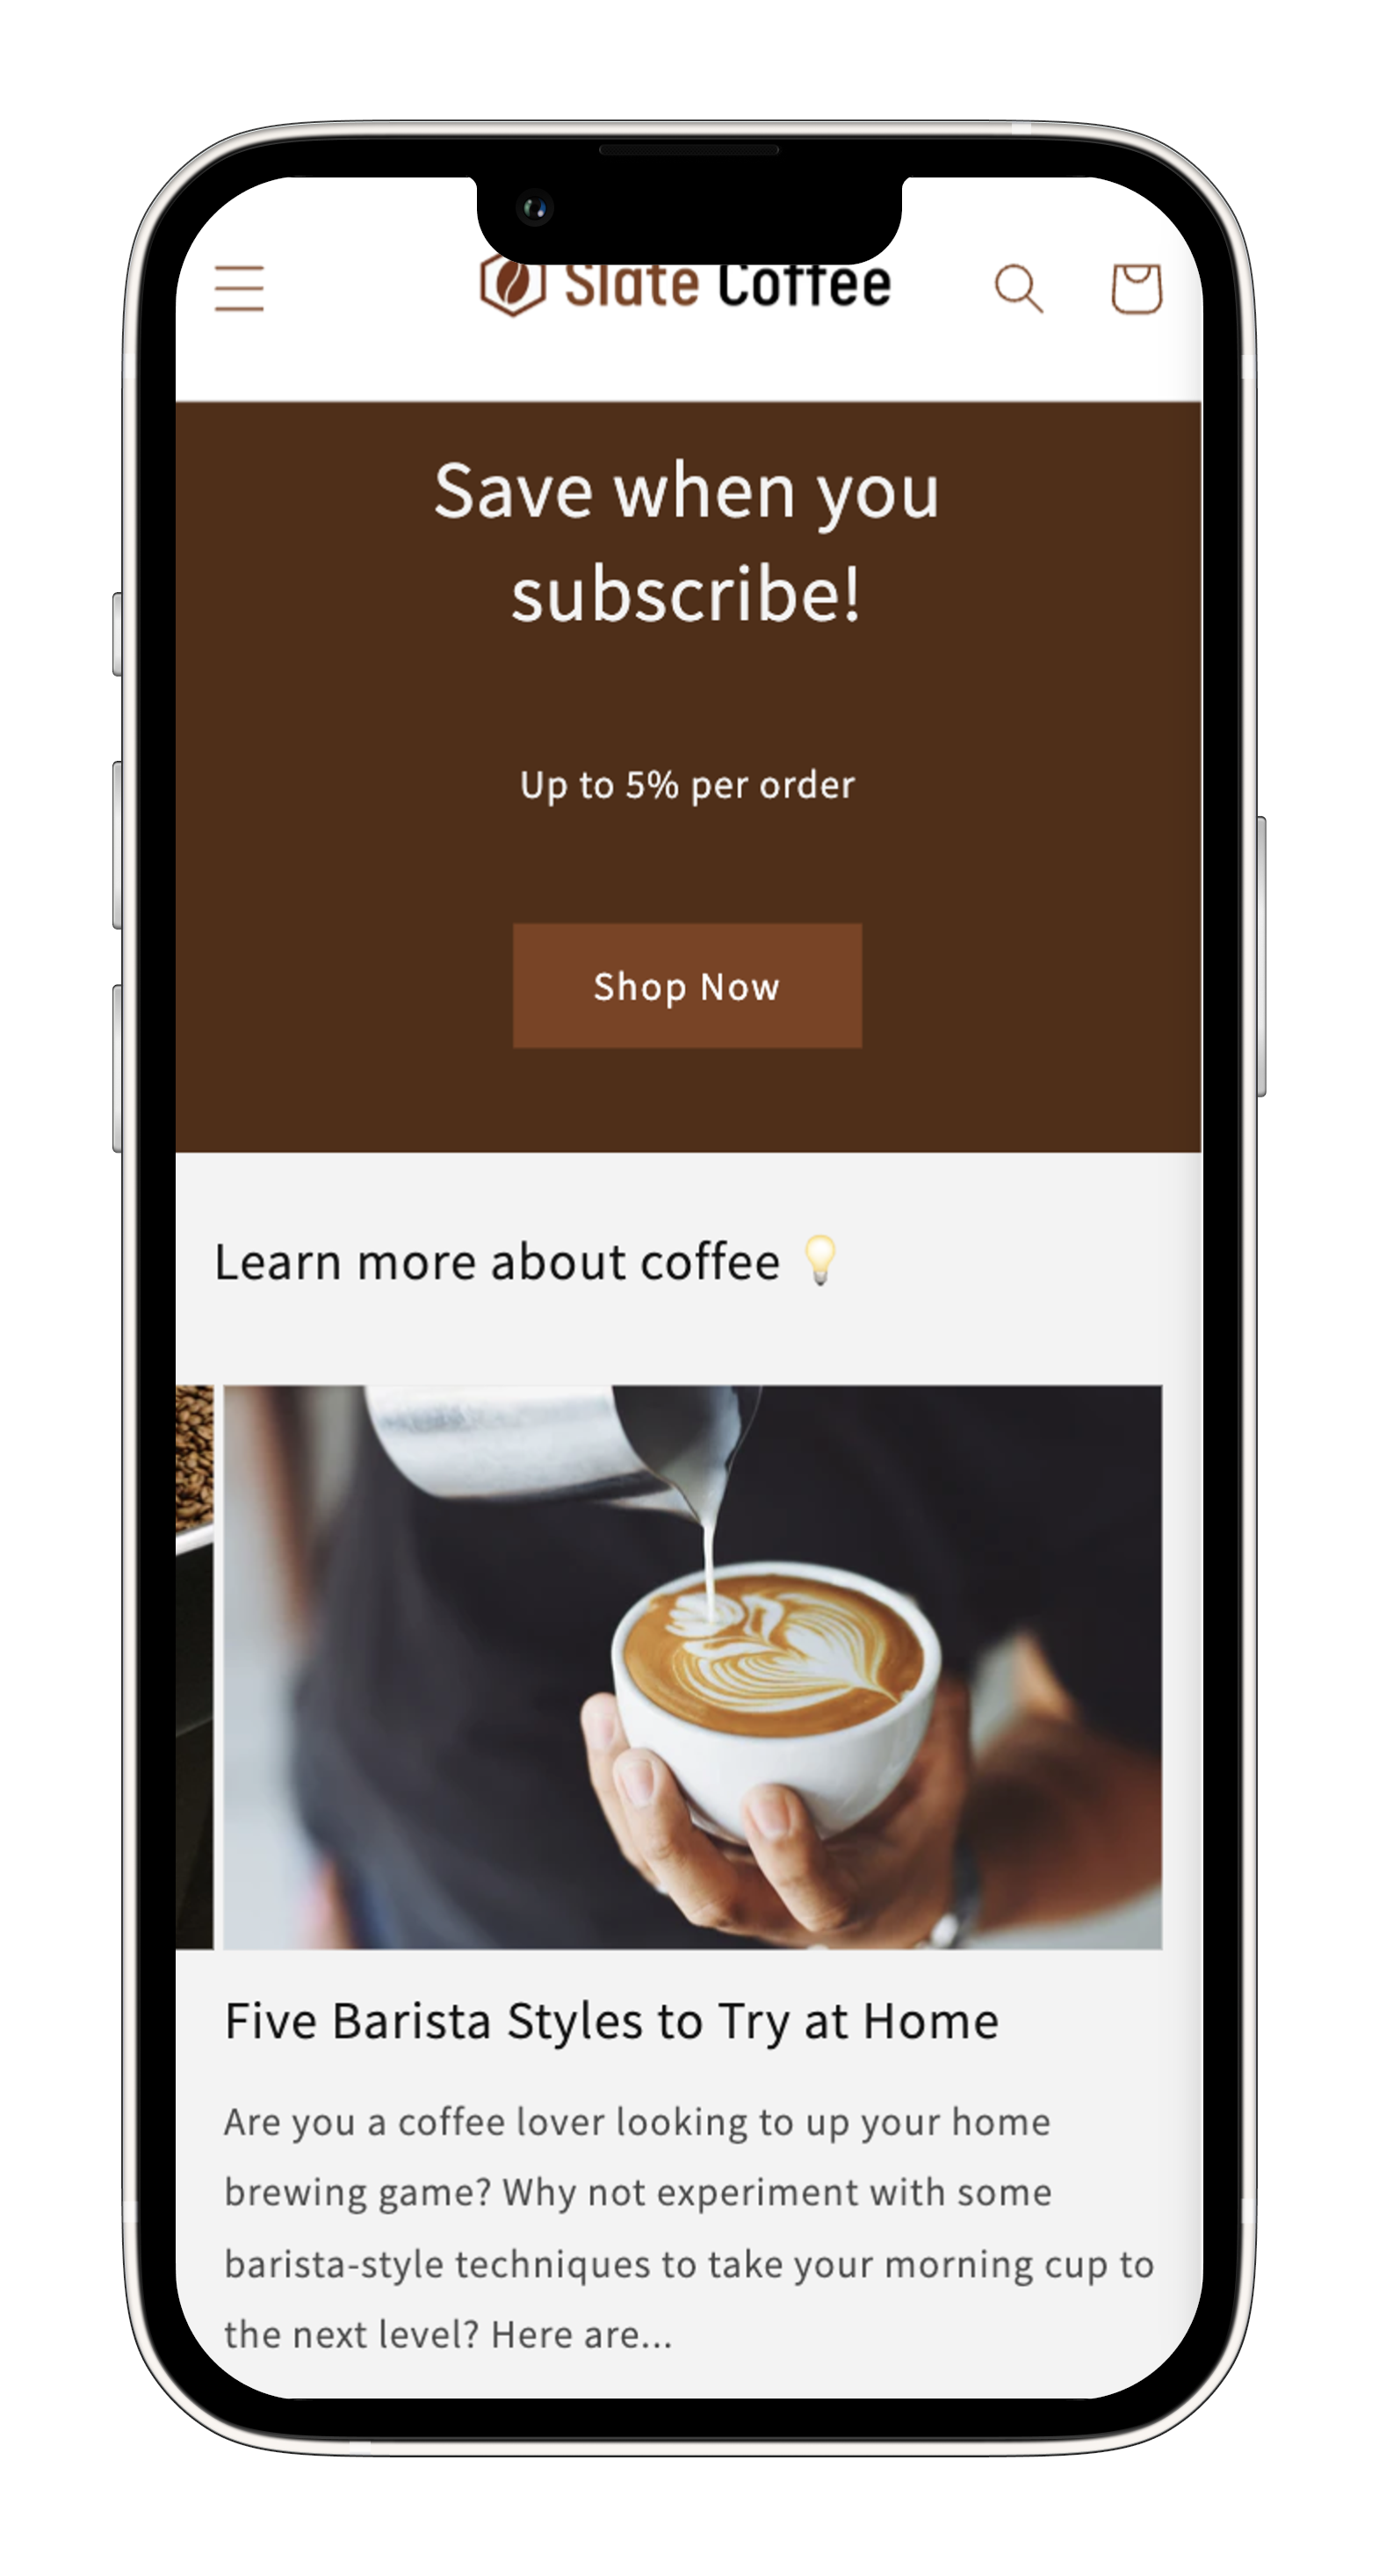 Slate Coffee
Save when you
subscribe!
Up to 5% per order
Shop Now
Learn more about coffee 💡
Five Barista Styles to Try at Home
Are you a coffee lover looking to up your home
brewing game? Why not experiment with some
barista-style techniques to take your morning cup to
the next level? Here are...